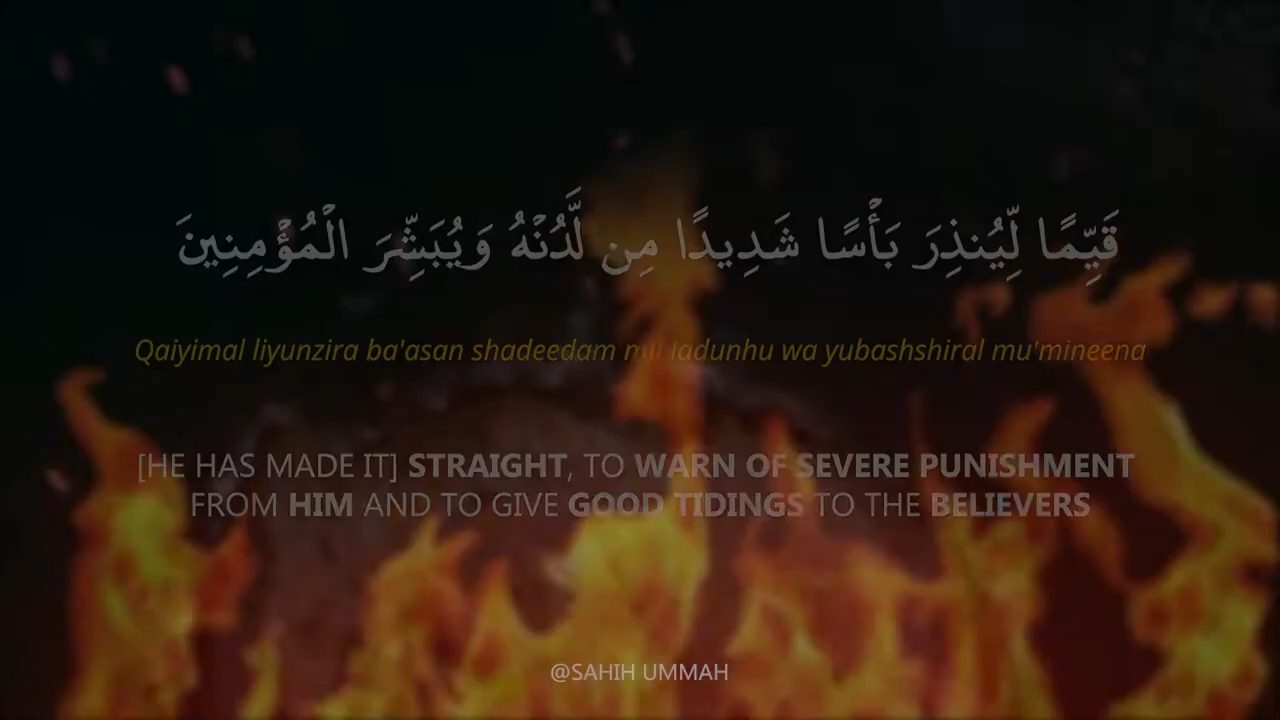 قَيِّمًا لِّيُنذِرَ بَأْسًا شَدِيدًا مِن لَّدُنْهُ وَيُبَشِّرَ الْمُؤْمِنِينَ
Qaiyimal liyunzira ba'asan shadeedam mil ladunhu wa yubashshiral mu'mineena
[HE HAS MADE IT] STRAIGHT, TO WARN OF SEVERE PUNISHMENT
FROM HIM AND TO GIVE GOOD TIDINGS TO THE BELIEVERS
@SAHIH UMMAH